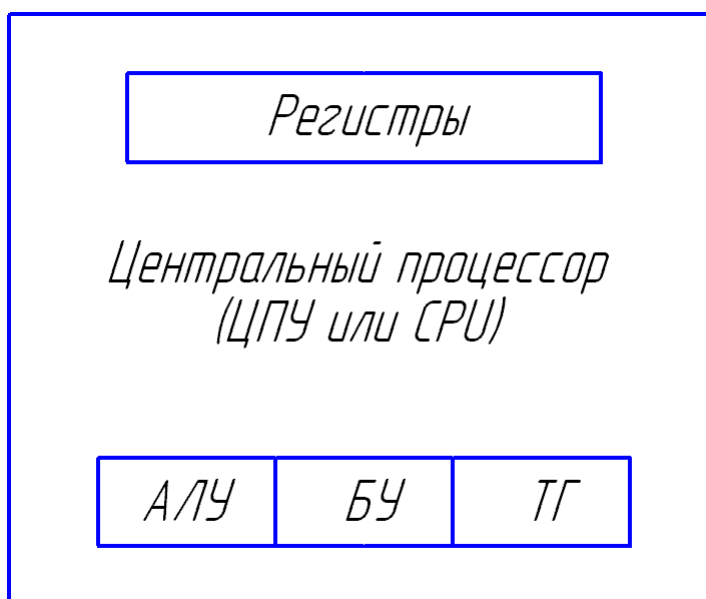 Регистры
Центральный процессор
(ЦПУ или CPU)
АЛУ БУ ТГ